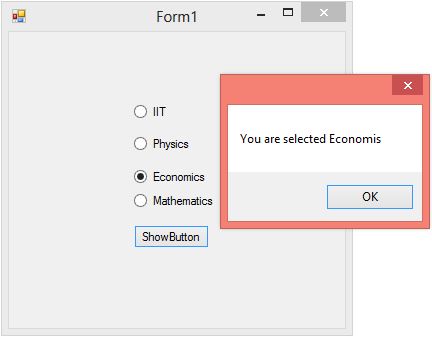 Form1
IIT
Physics
You are selected Economis
Economics
OK
Mathematics
ShowButton